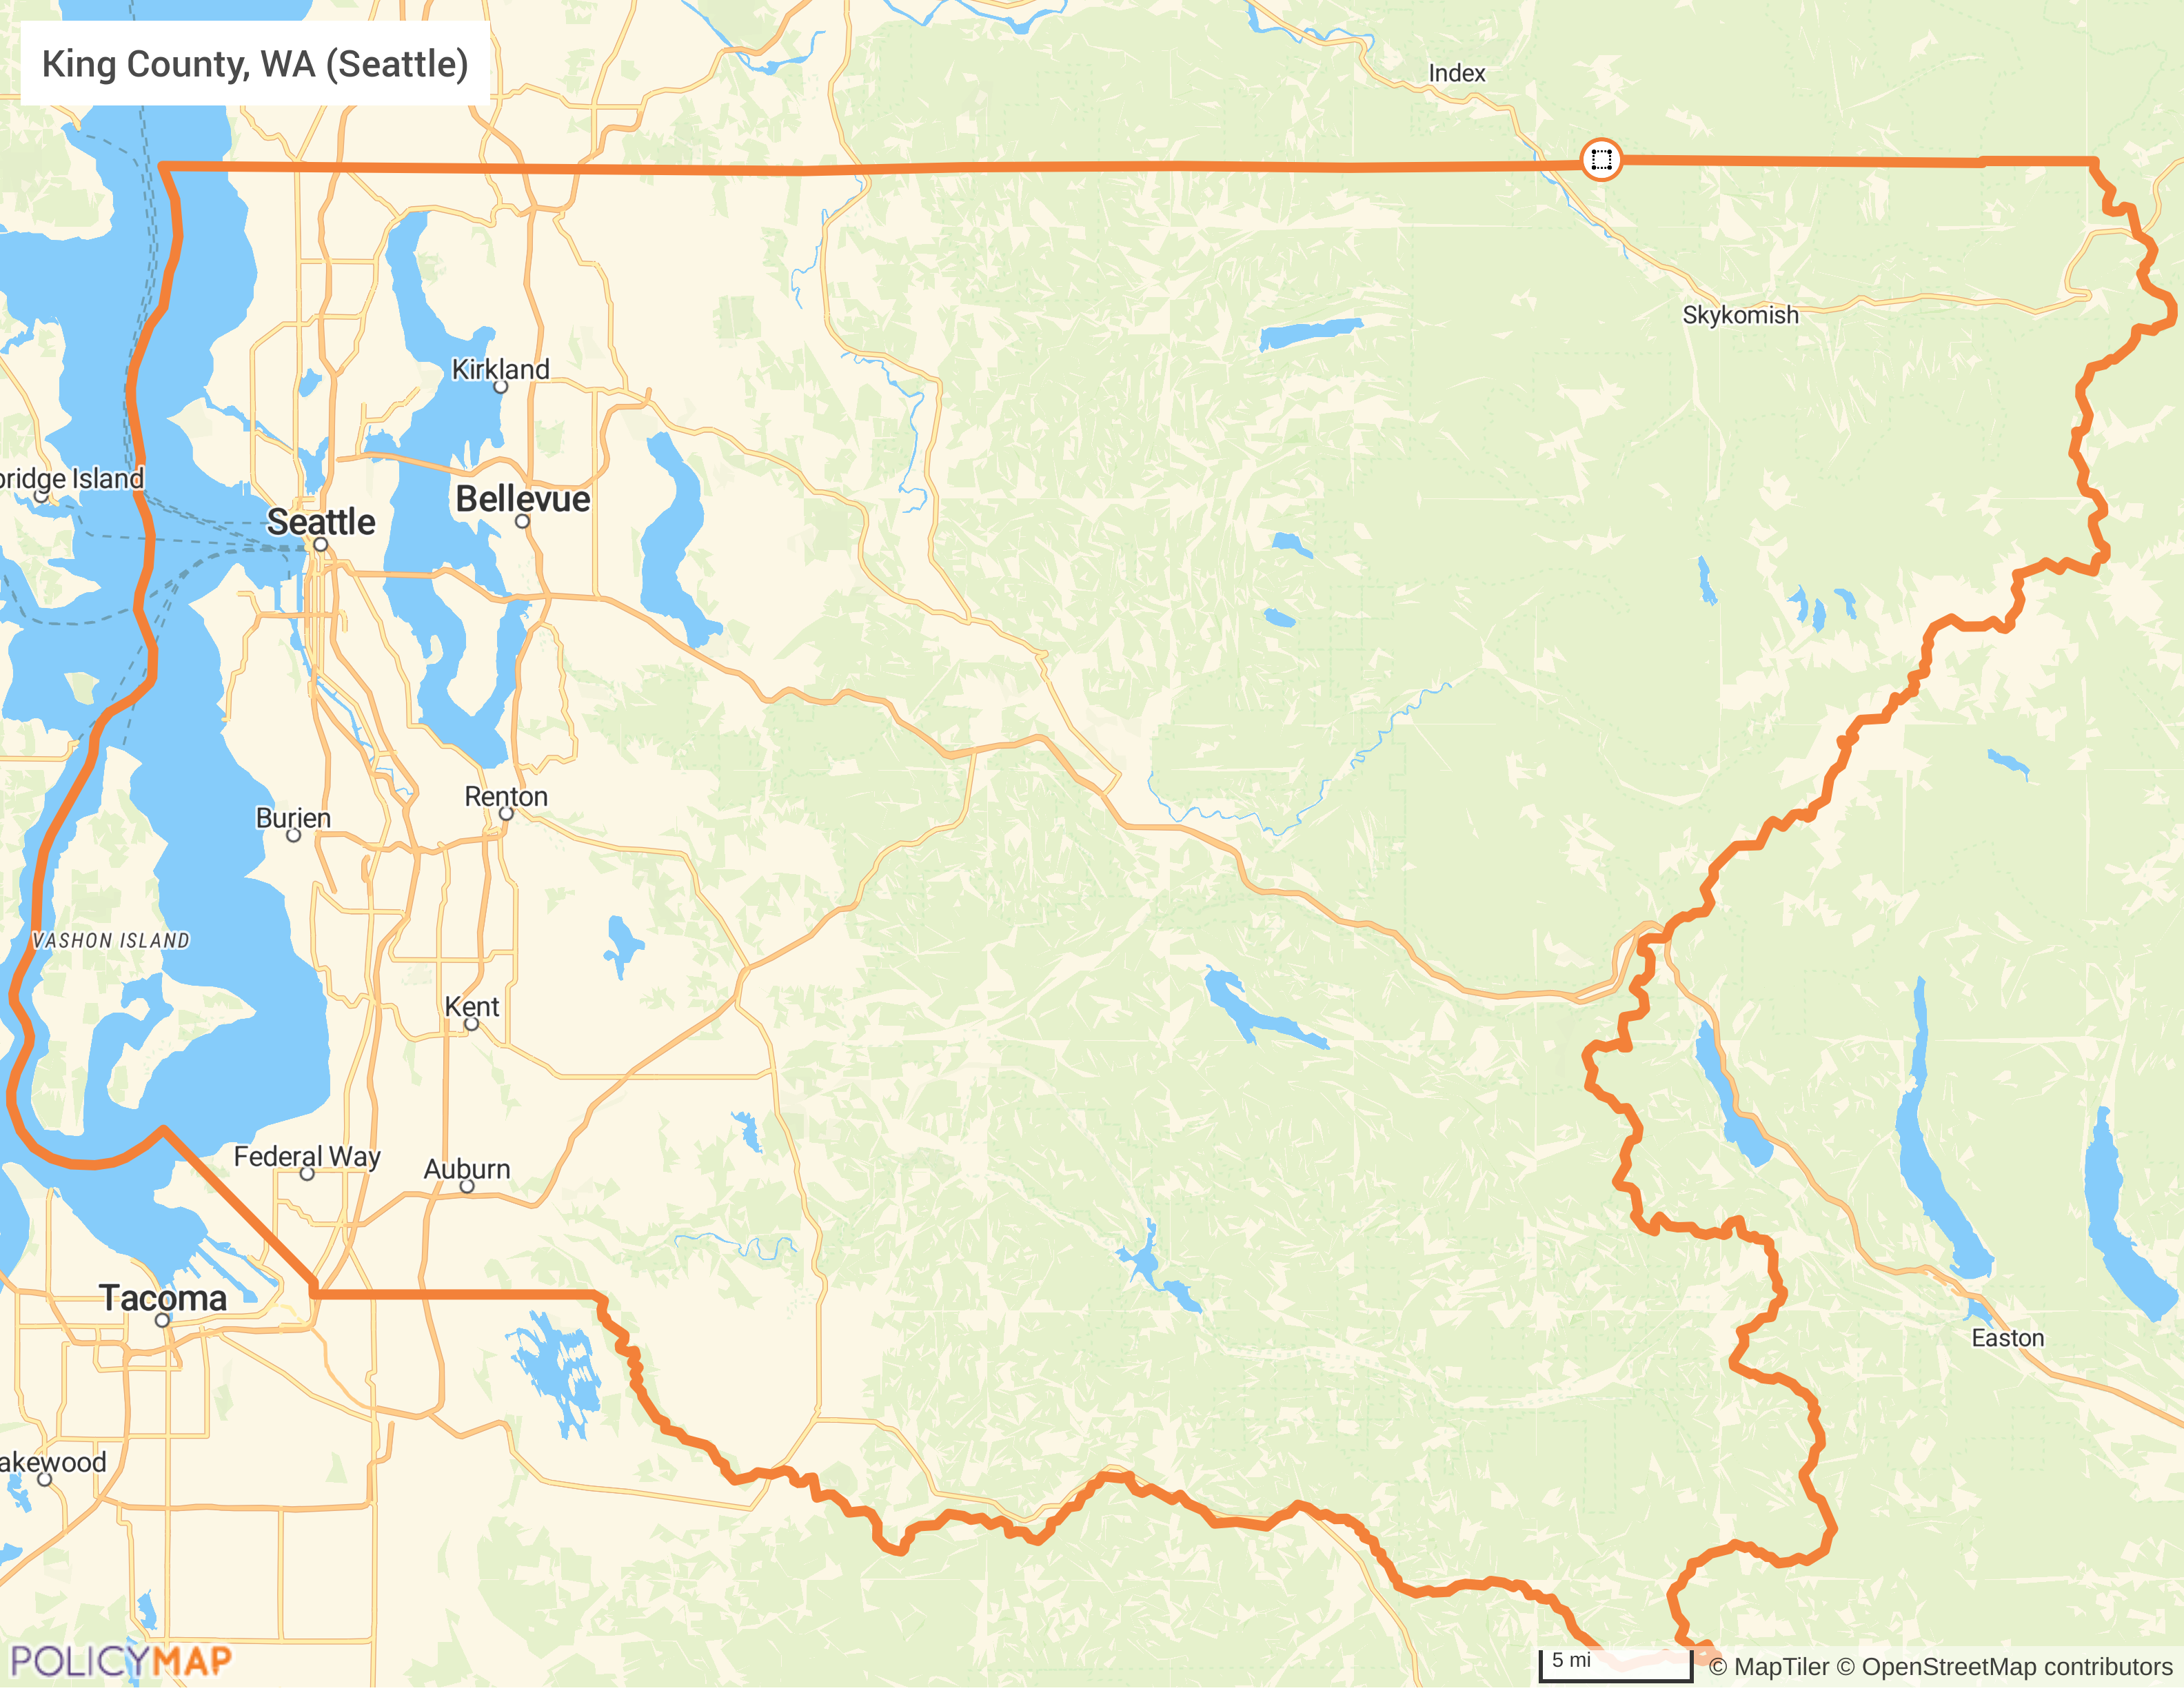 King County, WA (Seattle)
Index
Skykomish
Kirkland
bridge Island
Bellevue
Seattle
Renton
Burien
VASHON ISLAND
Kent
Federal Way
Auburn
Tacoma
Easton
akewood
POLICYMAP
5 mi
© MapTiler © OpenStreetMap contributors